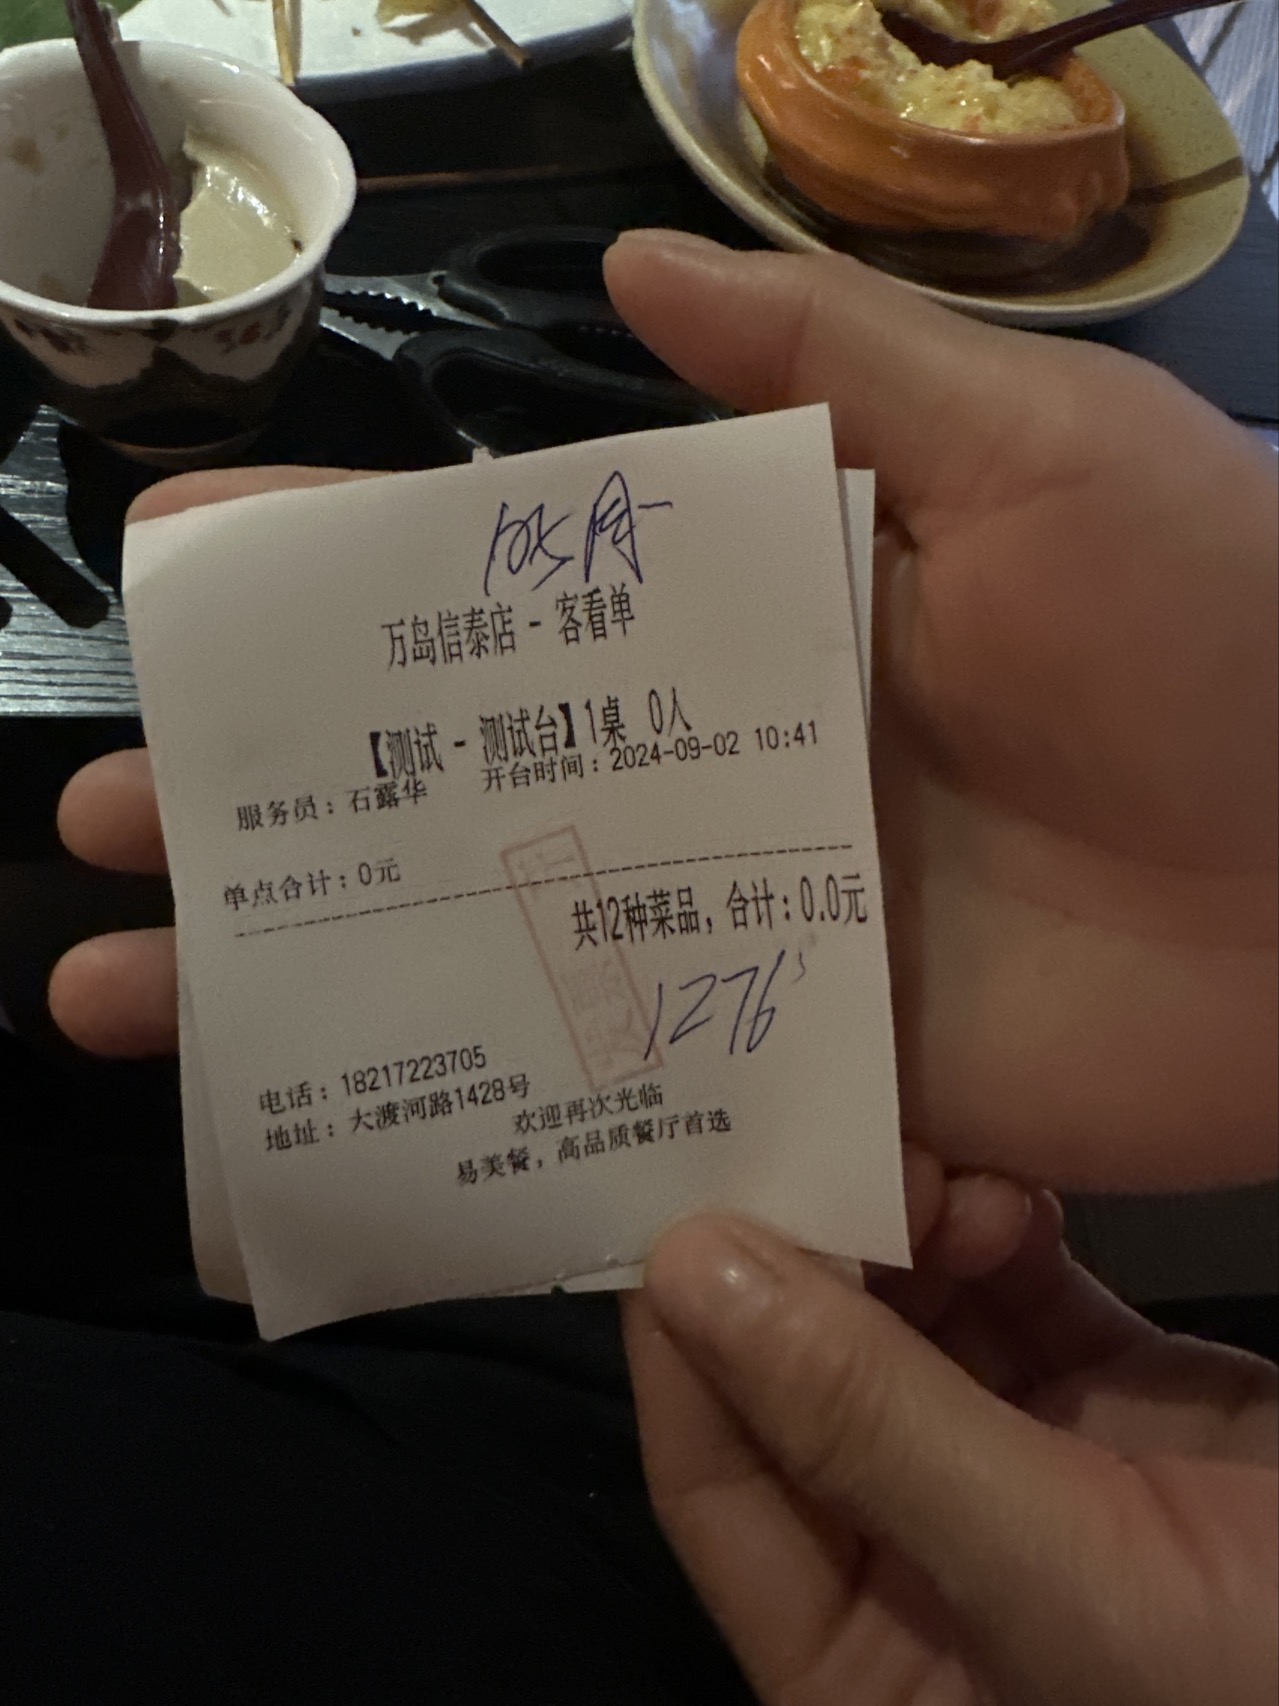 万岛信泰店 - 客看单
【测试 - 测试台】1桌 0人
服务员：石露华 开台时间：2024-09-02 10:41
单点合计：0元
共12种菜品，合计：0.0元
1276
电话：18217223705
地址：大渡河路1428号
欢迎再次光临
易美餐，高品质餐厅首选